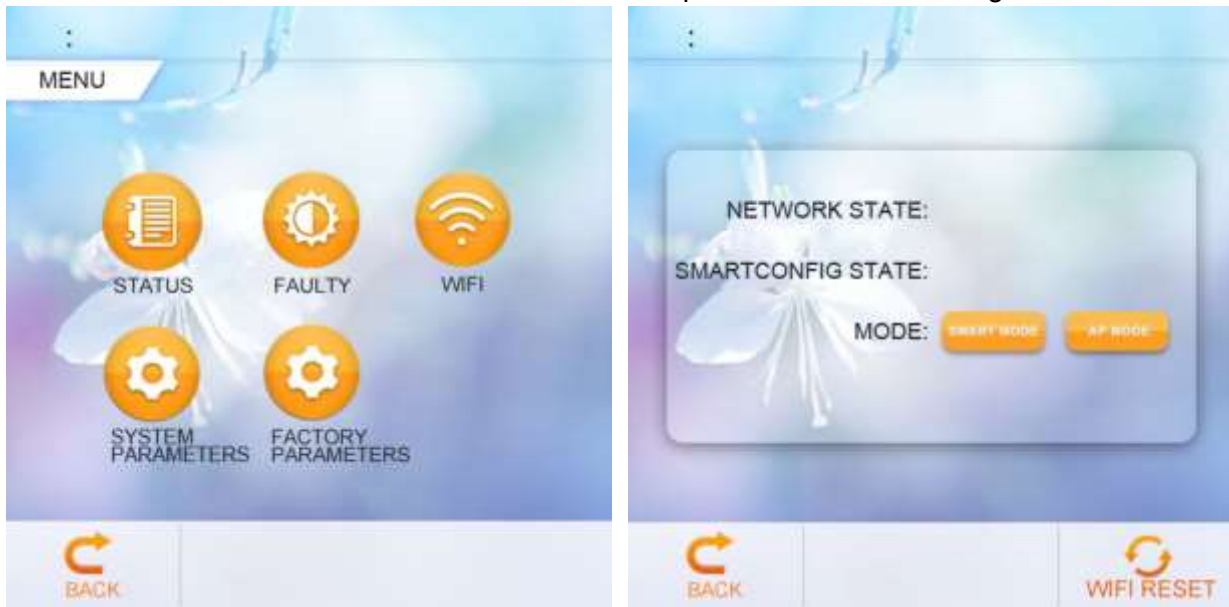 :
MENU
STATUS
FAULTY
WIFI
SYSTEM
PARAMETERS
FACTORY
PARAMETERS
BACK
:
NETWORK STATE:
SMARTCONFIG STATE:
MODE:
SMART MODE
AP MODE
BACK
WIFI RESET